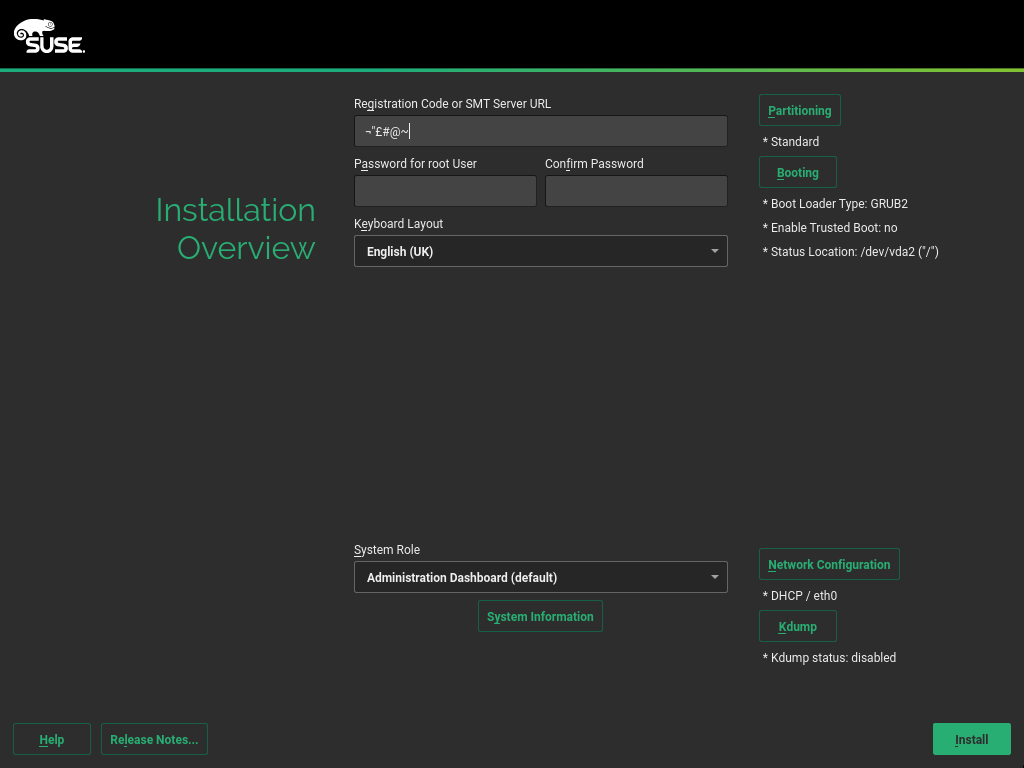 SUSE.
Registration Code or SMT Server URL
¬"£#@~
Password for root User
Confirm Password
Keyboard Layout
English (UK)
Installation
Overview
Partitioning
* Standard
Booting
* Boot Loader Type: GRUB2
* Enable Trusted Boot: no
* Status Location: /dev/vda2 ("/")
System Role
Administration Dashboard (default)
System Information
Network Configuration
* DHCP / eth0
Kdump
* Kdump status: disabled
Help
Release Notes...
Install